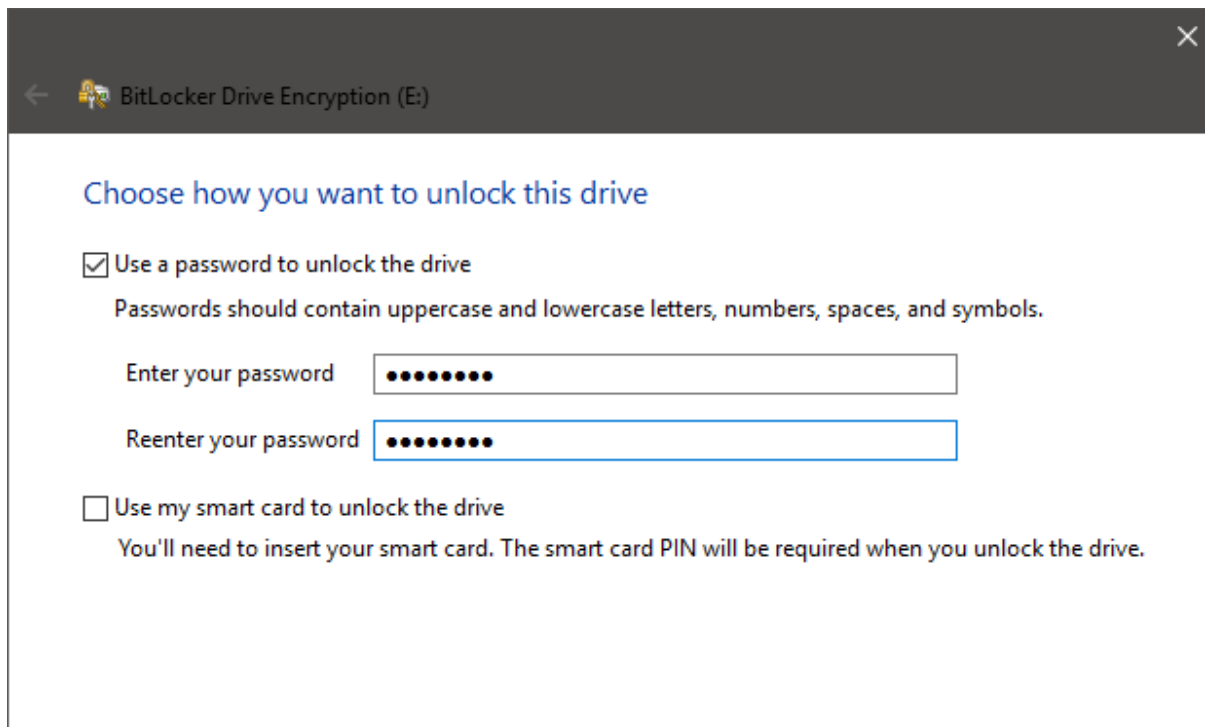 BitLocker Drive Encryption (E:)
Choose how you want to unlock this drive
Use a password to unlock the drive
Passwords should contain uppercase and lowercase letters, numbers, spaces, and symbols.
Enter your password ••••••••
Reenter your password ••••••••
Use my smart card to unlock the drive
You'll need to insert your smart card. The smart card PIN will be required when you unlock the drive.